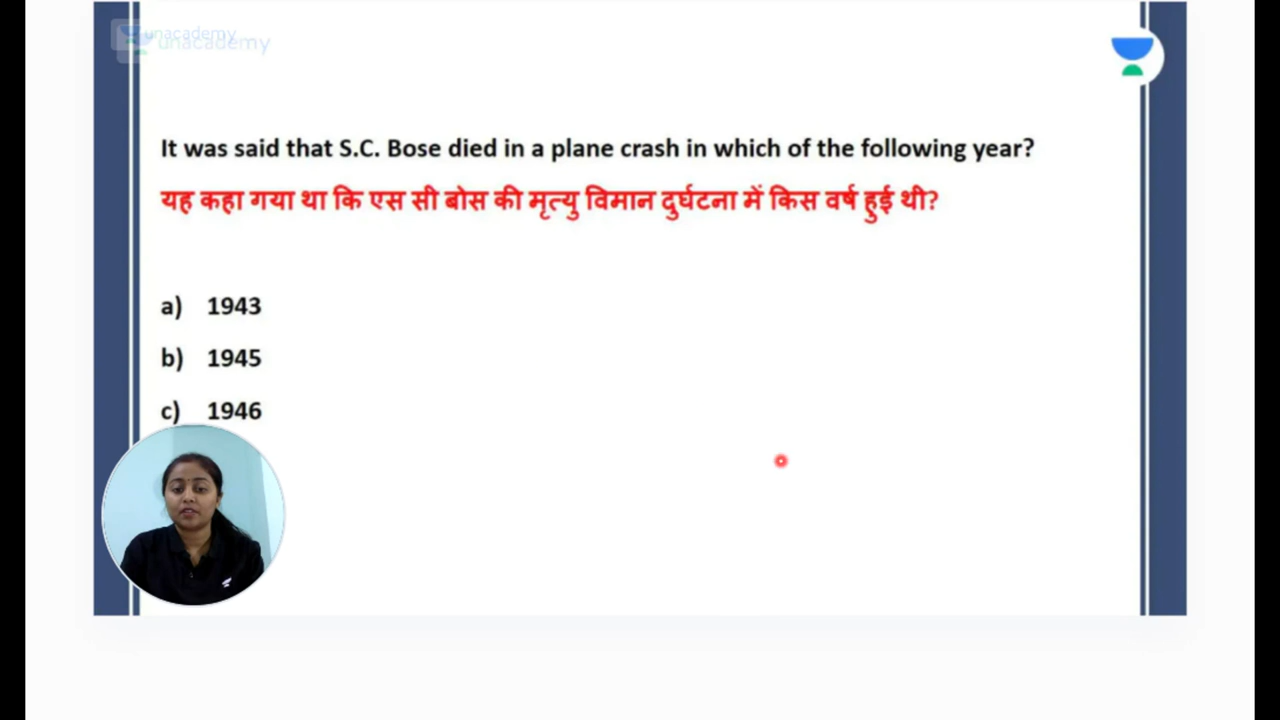 unacademy
unacademy
It was said that S.C. Bose died in a plane crash in which of the following year?
यह कहा गया था कि एस सी बोस की मृत्यु विमान दुर्घटना में किस वर्ष हुई थी?
a) 1943
b) 1945
c) 1946